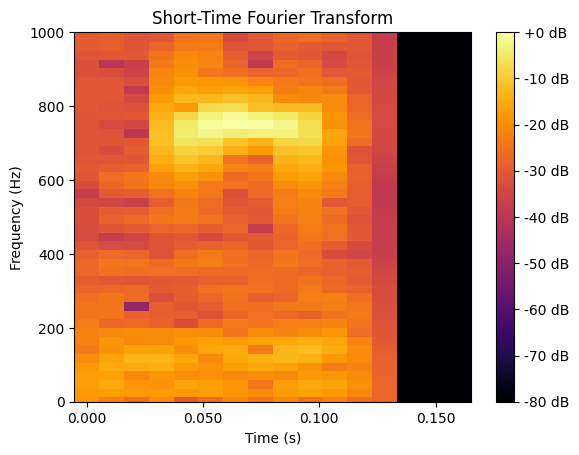 Short-Time Fourier Transform
1000
800
600
400
200
0
Frequency (Hz)
0.000
0.050
0.100
0.150
Time (s)
+0 dB
-10 dB
-20 dB
-30 dB
-40 dB
-50 dB
-60 dB
-70 dB
-80 dB